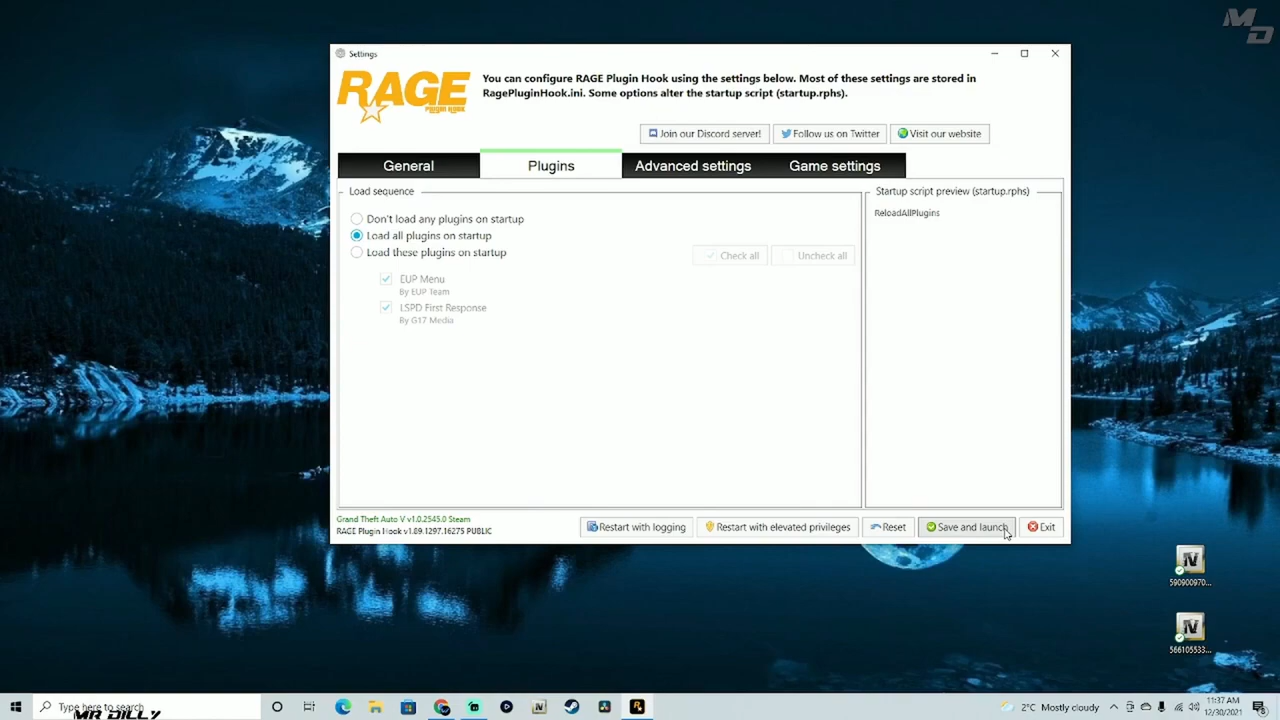 MD
Settings
RAGE
PLUGIN HOOK
You can configure RAGE Plugin Hook using the settings below. Most of these settings are stored in
RagePluginHook.ini. Some options alter the startup script (startup.rphs).
Join our Discord server!
Follow us on Twitter
Visit our website
General
Plugins
Advanced settings
Game settings
Load sequence
Don't load any plugins on startup
Load all plugins on startup
Load these plugins on startup
Check all
Uncheck all
EUP Menu
By EUP Team
LSPD First Response
By G17 Media
Startup script preview (startup.rphs)
ReloadAllPlugins
Grand Theft Auto V v1.0.2545.0 Steam
RAGE Plugin Hook v1.89.1297.16275 PUBLIC
Restart with logging
Restart with elevated privileges
Reset
Save and launch
Exit
590900970...
566105533...
Type here to search
MR DILLY
2°C Mostly cloudy
11:37 AM
12/30/2021